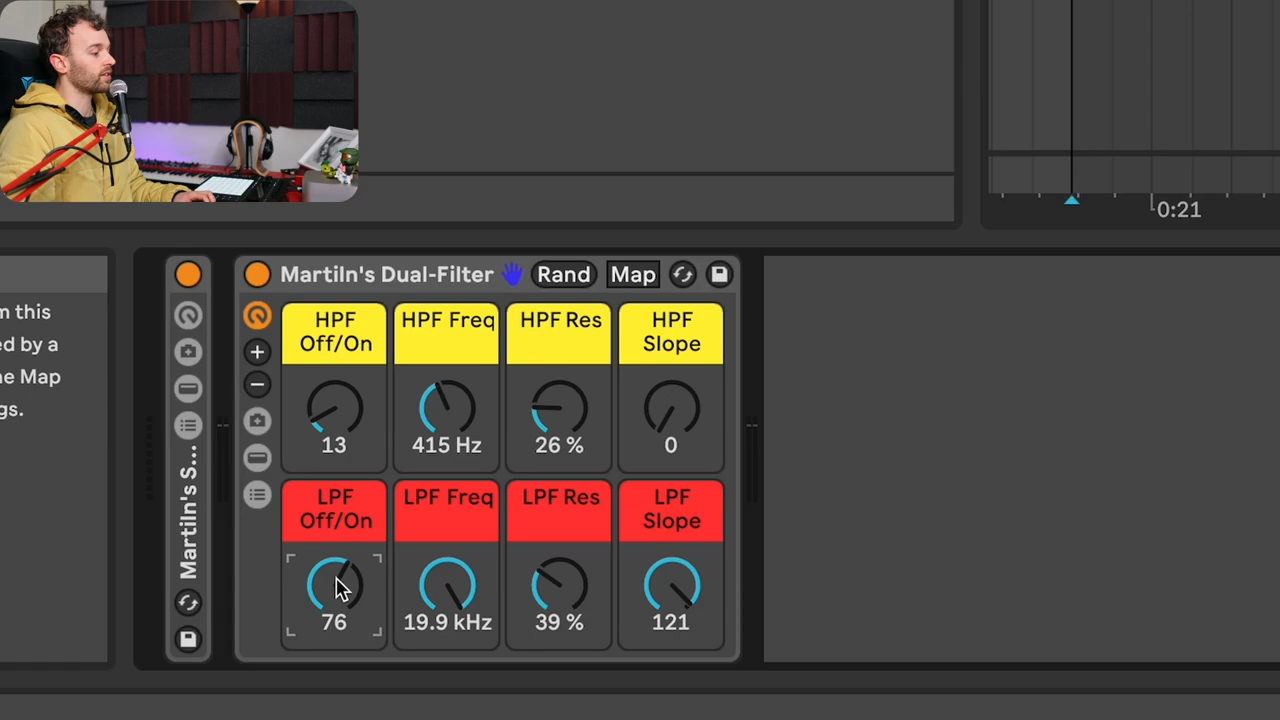 0:21
m this
ed by a
ne Map
gs.
Martiln's S...
Martiln's Dual-Filter
Rand
Map
HPF
Off/On
HPF Freq
HPF Res
HPF
Slope
13
415 Hz
26 %
0
LPF
Off/On
LPF Freq
LPF Res
LPF
Slope
76
19.9 kHz
39 %
121